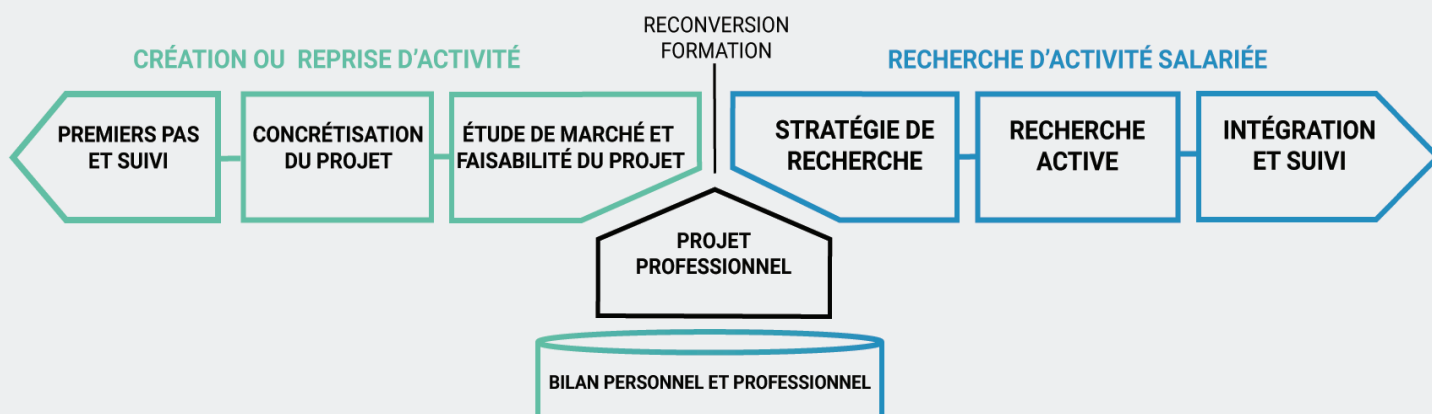 RECONVERSION
FORMATION
CRÉATION OU REPRISE D'ACTIVITÉ
RECHERCHE D'ACTIVITÉ SALARIÉE
PREMIERS PAS
ET SUIVI
CONCRÉTISATION
DU PROJET
ÉTUDE DE MARCHÉ ET
FAISABILITÉ DU PROJET
STRATÉGIE DE
RECHERCHE
RECHERCHE
ACTIVE
INTÉGRATION
ET SUIVI
PROJET
PROFESSIONNEL
BILAN PERSONNEL ET PROFESSIONNEL